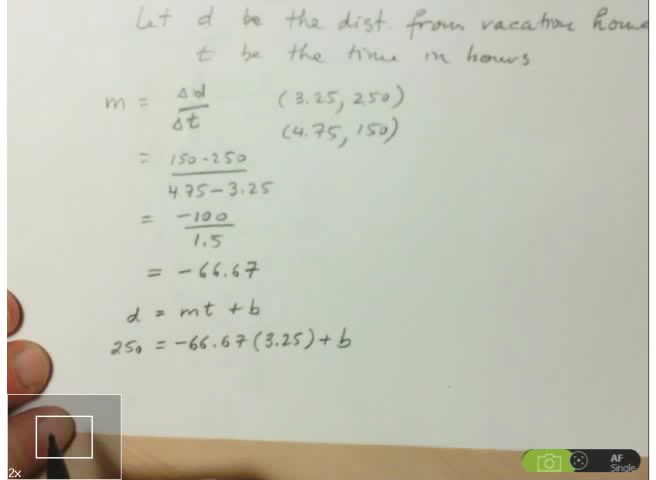 Let d be the dist. from vacation home
t be the time in hours
m = Δd/Δt (3.25, 250)
(4.75, 150)
= 150-250/4.75-3.25
= -100/1.5
= -66.67
d = mt + b
250 = -66.67(3.25) + b
2x
AF
Single